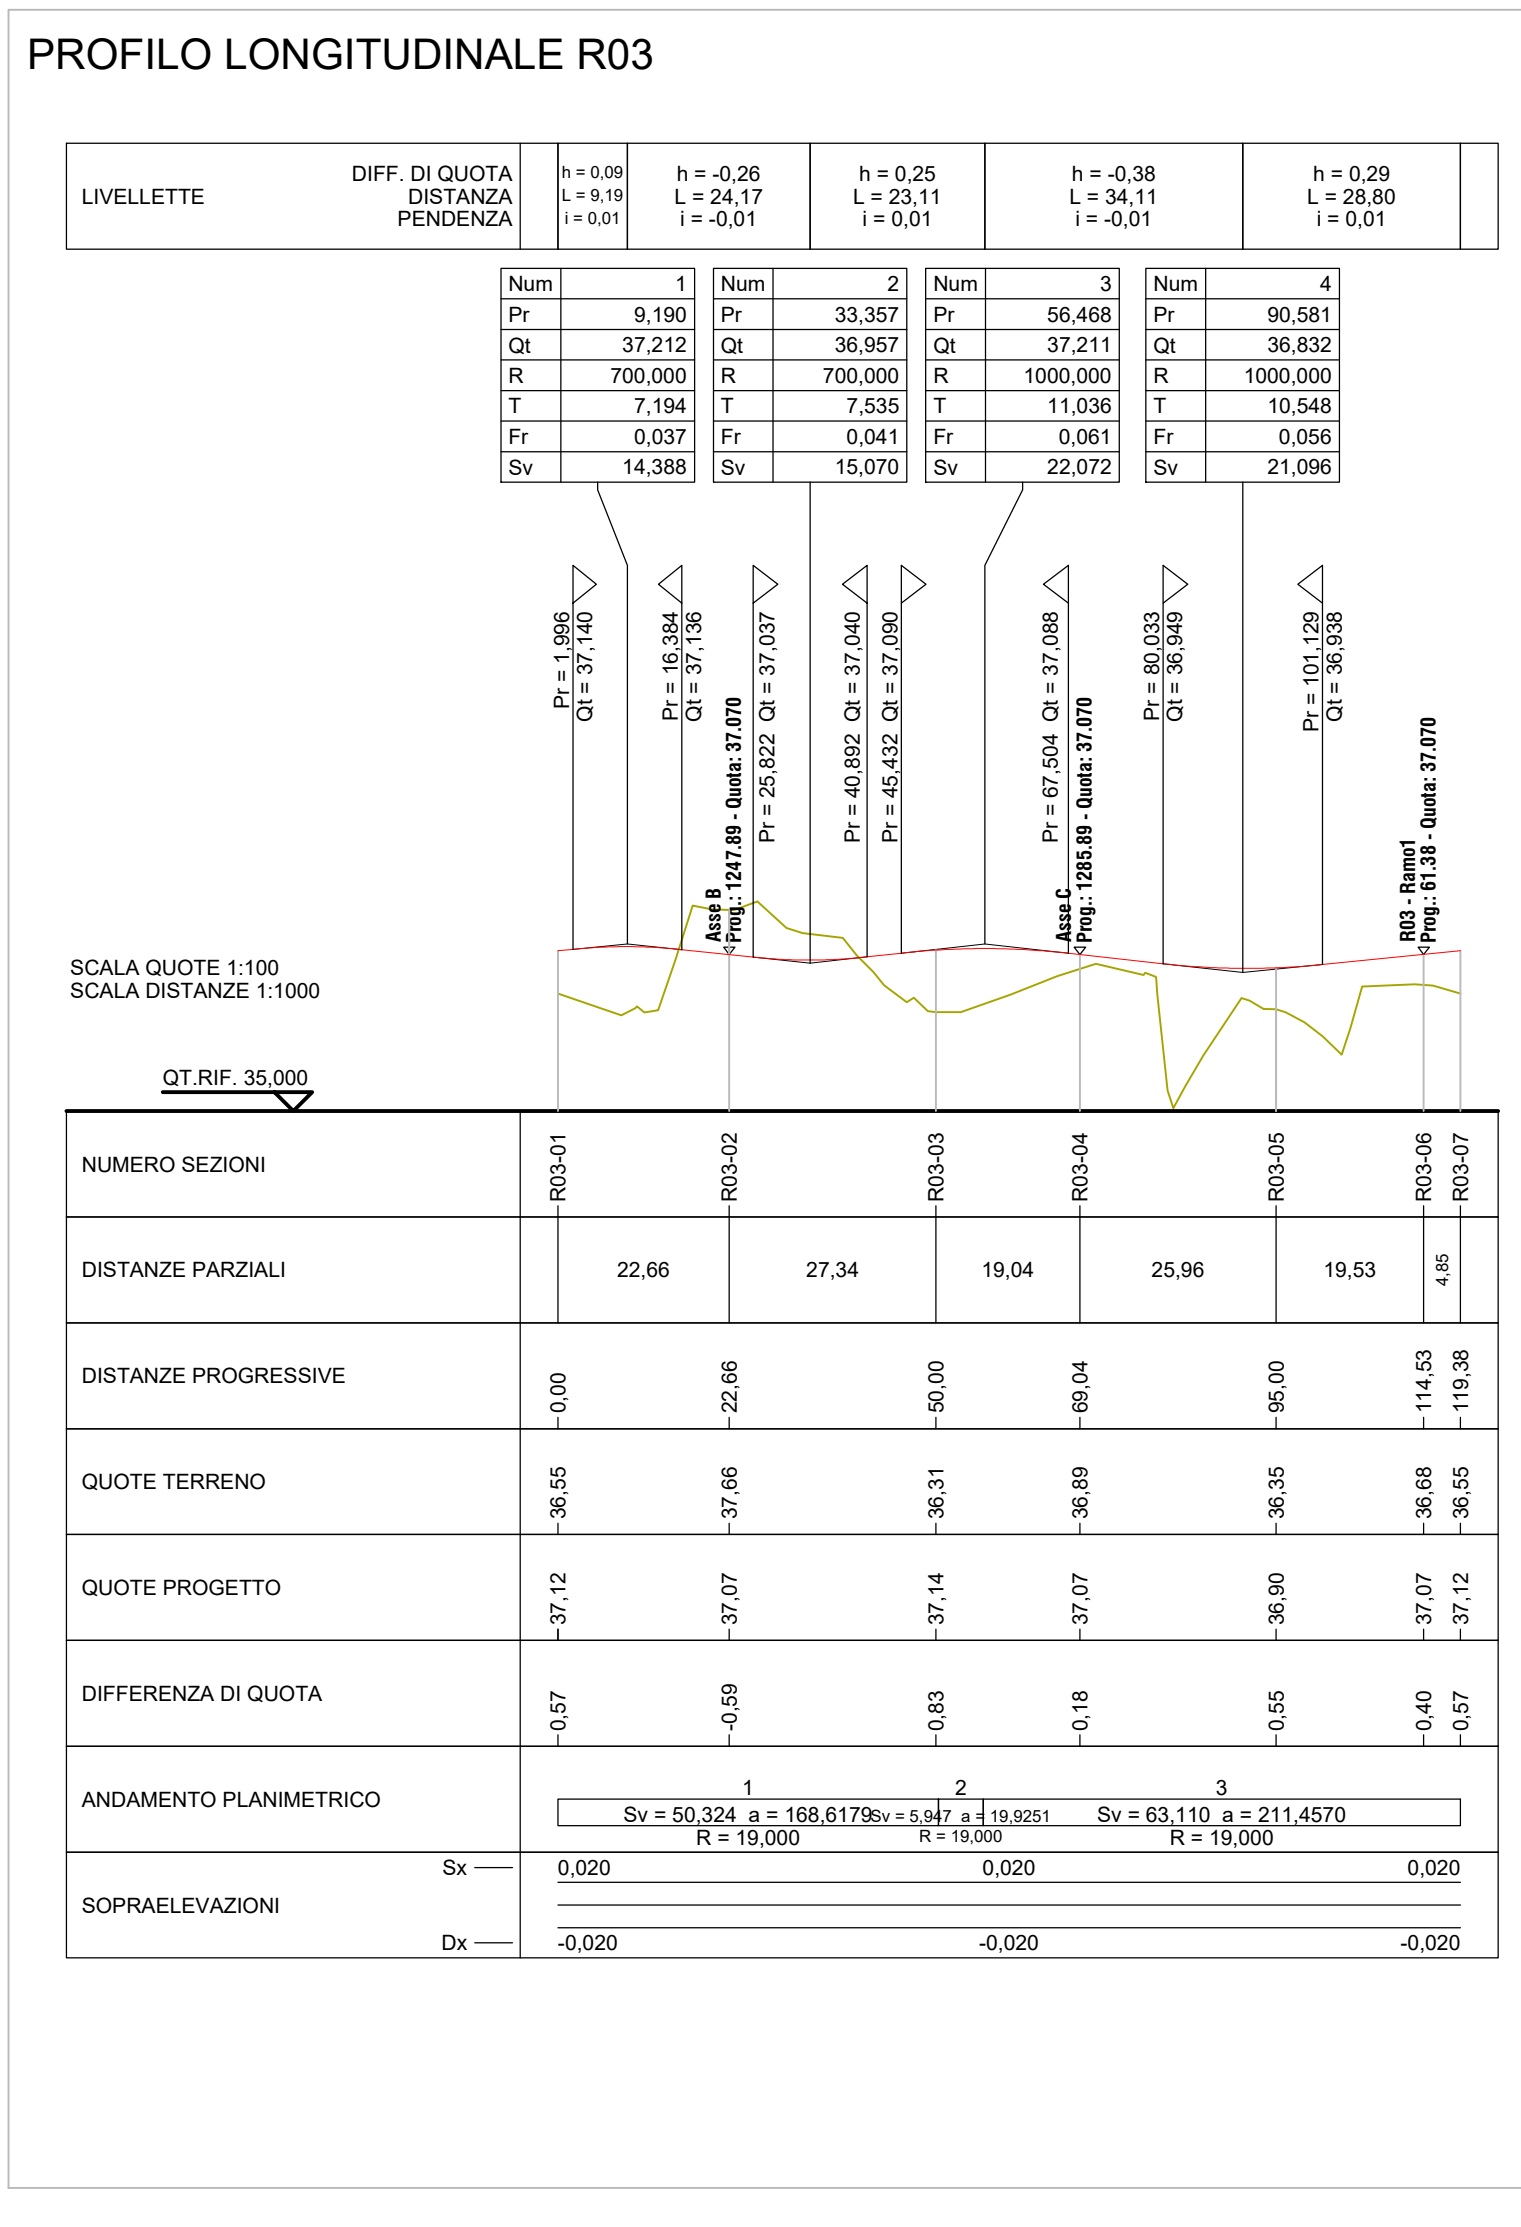 PROFILO LONGITUDINALE R03
LIVELLETTE
DIFF. DI QUOTA
DISTANZA
PENDENZA
h = 0,09
L = 9,19
i = 0,01
h = -0,26
L = 24,17
i = -0,01
h = 0,25
L = 23,11
i = 0,01
h = -0,38
L = 34,11
i = -0,01
h = 0,29
L = 28,80
i = 0,01
Num 1
Pr 9,190
Qt 37,212
R 700,000
T 7,194
Fr 0,037
Sv 14,388
Num 2
Pr 33,357
Qt 36,957
R 700,000
T 7,535
Fr 0,041
Sv 15,070
Num 3
Pr 56,468
Qt 37,211
R 1000,000
T 11,036
Fr 0,061
Sv 22,072
Num 4
Pr 90,581
Qt 36,832
R 1000,000
T 10,548
Fr 0,056
Sv 21,096
Pr = 1,996
Qt = 37,140
Pr = 16,384
Qt = 37,136
Asse B
Prog.: 1247.89 - Quota: 37.070
Pr = 25,822 Qt = 37,037
Pr = 40,892 Qt = 37,040
Pr = 45,432 Qt = 37,090
Pr = 67,504 Qt = 37,088
Asse C
Prog.: 1285.89 - Quota: 37.070
Pr = 80,033
Qt = 36,949
Pr = 101,129
Qt = 36,938
R03 - Ramo1
Prog.: 61.38 - Quota: 37.070
SCALA QUOTE 1:100
SCALA DISTANZE 1:1000
QT.RIF. 35,000
NUMERO SEZIONI
R03-01 R03-02 R03-03 R03-04 R03-05 R03-06 R03-07
DISTANZE PARZIALI
22,66 27,34 19,04 25,96 19,53 4,85
DISTANZE PROGRESSIVE
0,00 22,66 50,00 69,04 95,00 114,53 119,38
QUOTE TERRENO
36,55 37,66 36,31 36,89 36,35 36,68 36,55
QUOTE PROGETTO
37,12 37,07 37,14 37,07 36,90 37,07 37,12
DIFFERENZA DI QUOTA
0,57 -0,59 0,83 0,18 0,55 0,40 0,57
ANDAMENTO PLANIMETRICO
1 2 3
Sv = 50,324 a = 168,6179 Sv = 5,947 a = 19,9251 Sv = 63,110 a = 211,4570
R = 19,000 R = 19,000 R = 19,000
SOPRAELEVAZIONI
Sx 0,020 0,020 0,020
Dx -0,020 -0,020 -0,020